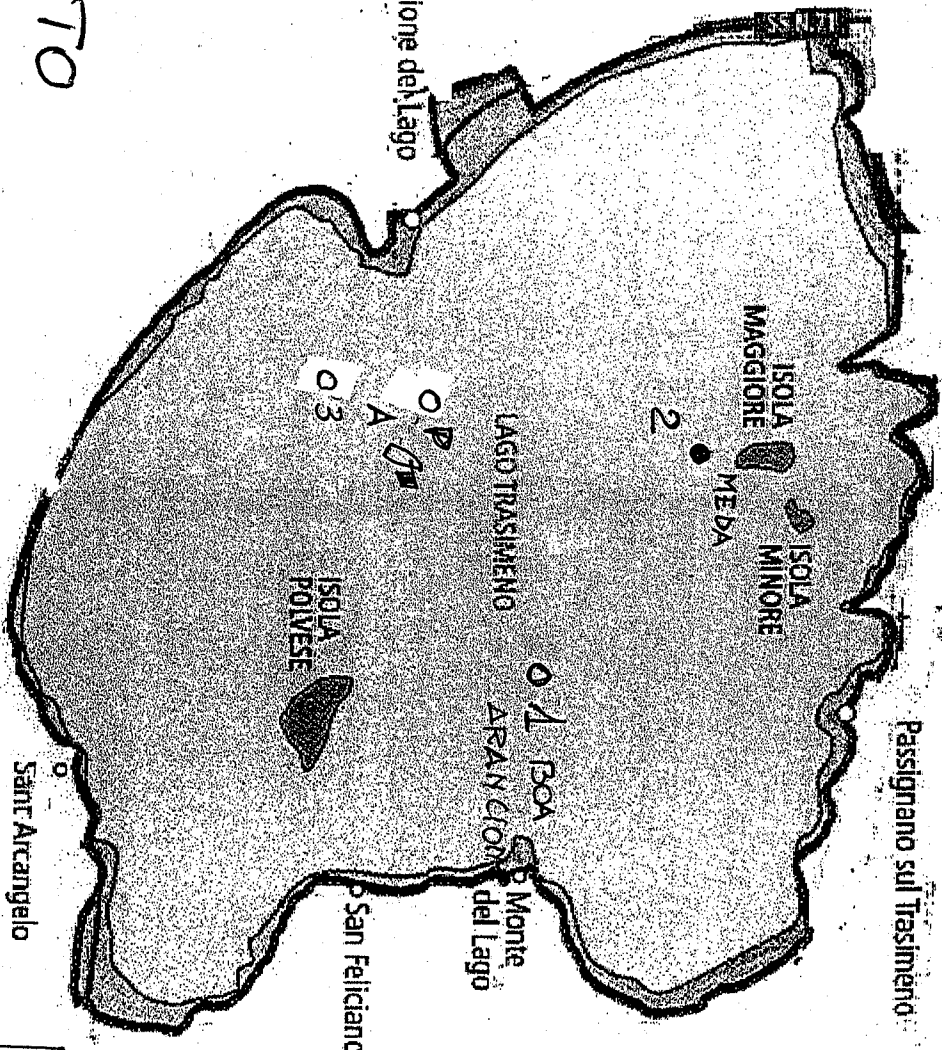 Passignano sul Trasimeno
ISOLA
MAGGIORE
ISOLA
MINORE
MEDA
2
LAGO TRASIMENO
1 BOA
ARANCIONE
Monte
del Lago
ione del Lago
A
3
ISOLA
POLVESE
San Feliciano
Sant'Arcangelo
TO